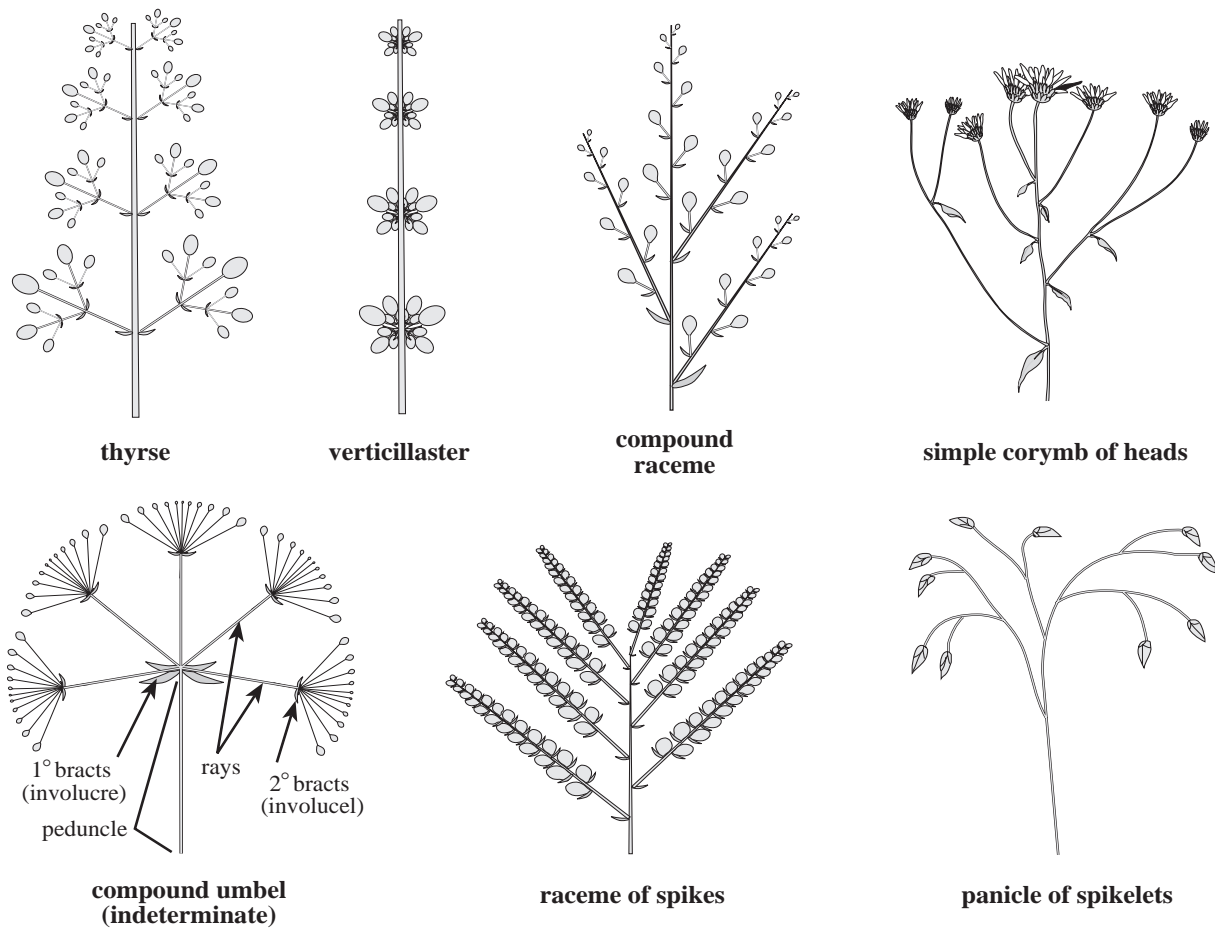 thyrse
verticillaster
compound
raceme
simple corymb of heads
1° bracts
(involucre)
rays
2° bracts
(involucel)
peduncle
compound umbel
(indeterminate)
raceme of spikes
panicle of spikelets